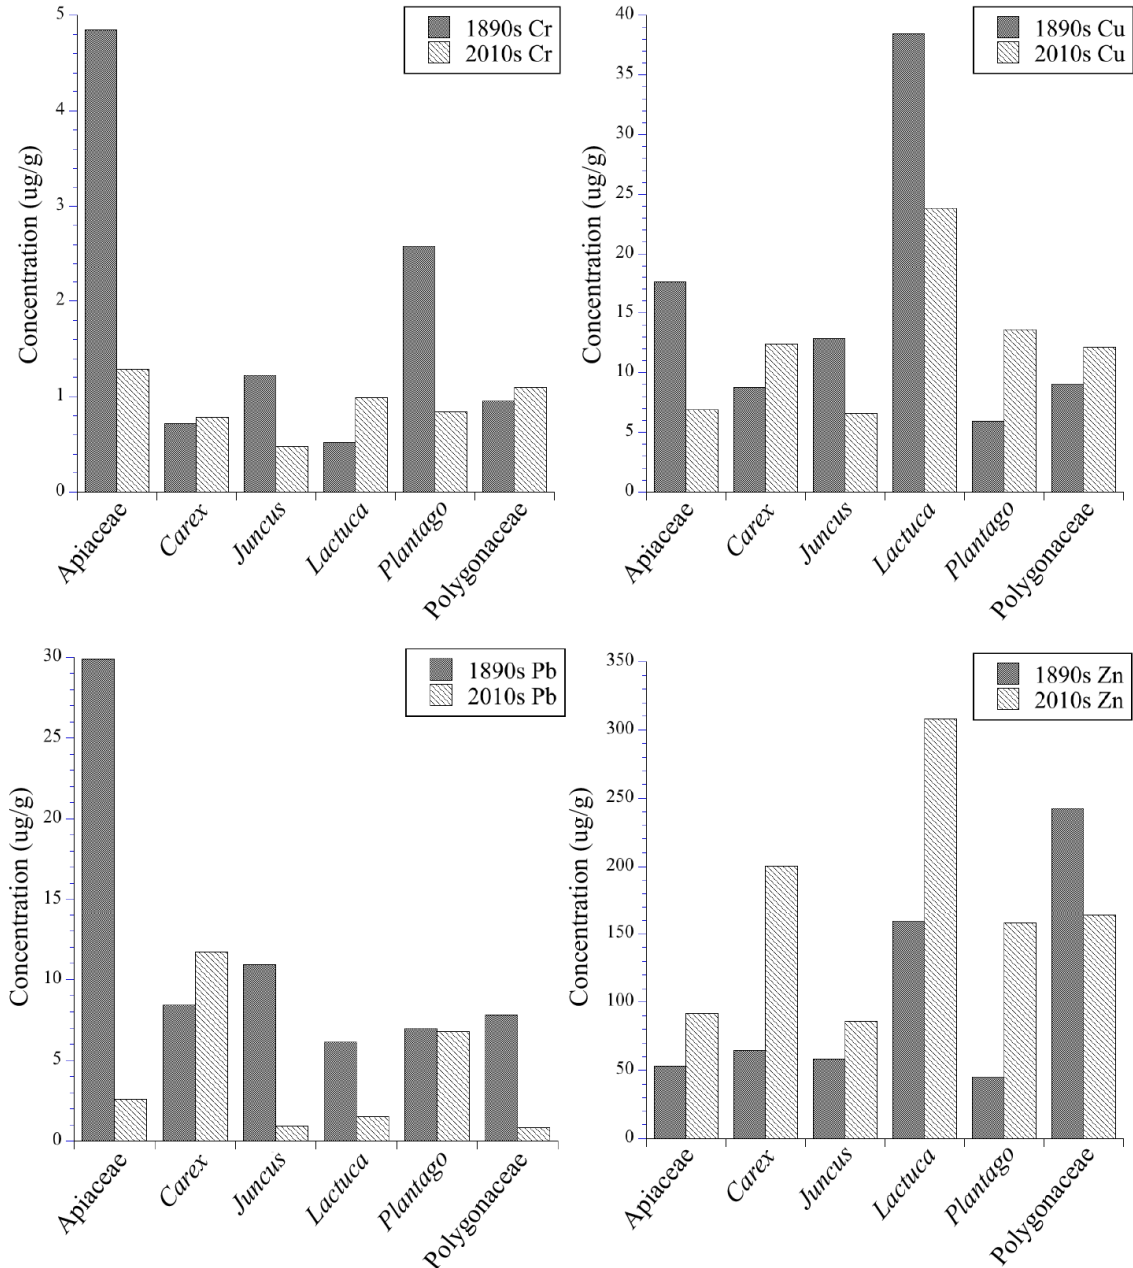 5
4
3
2
1
0
Concentration (ug/g)
1890s Cr
2010s Cr
Apiaceae
Carex
Juncus
Lactuca
Plantago
Polygonaceae
40
35
30
25
20
15
10
5
0
Concentration (ug/g)
1890s Cu
2010s Cu
Apiaceae
Carex
Juncus
Lactuca
Plantago
Polygonaceae
30
25
20
15
10
5
0
Concentration (ug/g)
1890s Pb
2010s Pb
Apiaceae
Carex
Juncus
Lactuca
Plantago
Polygonaceae
350
300
250
200
150
100
50
0
Concentration (ug/g)
1890s Zn
2010s Zn
Apiaceae
Carex
Juncus
Lactuca
Plantago
Polygonaceae